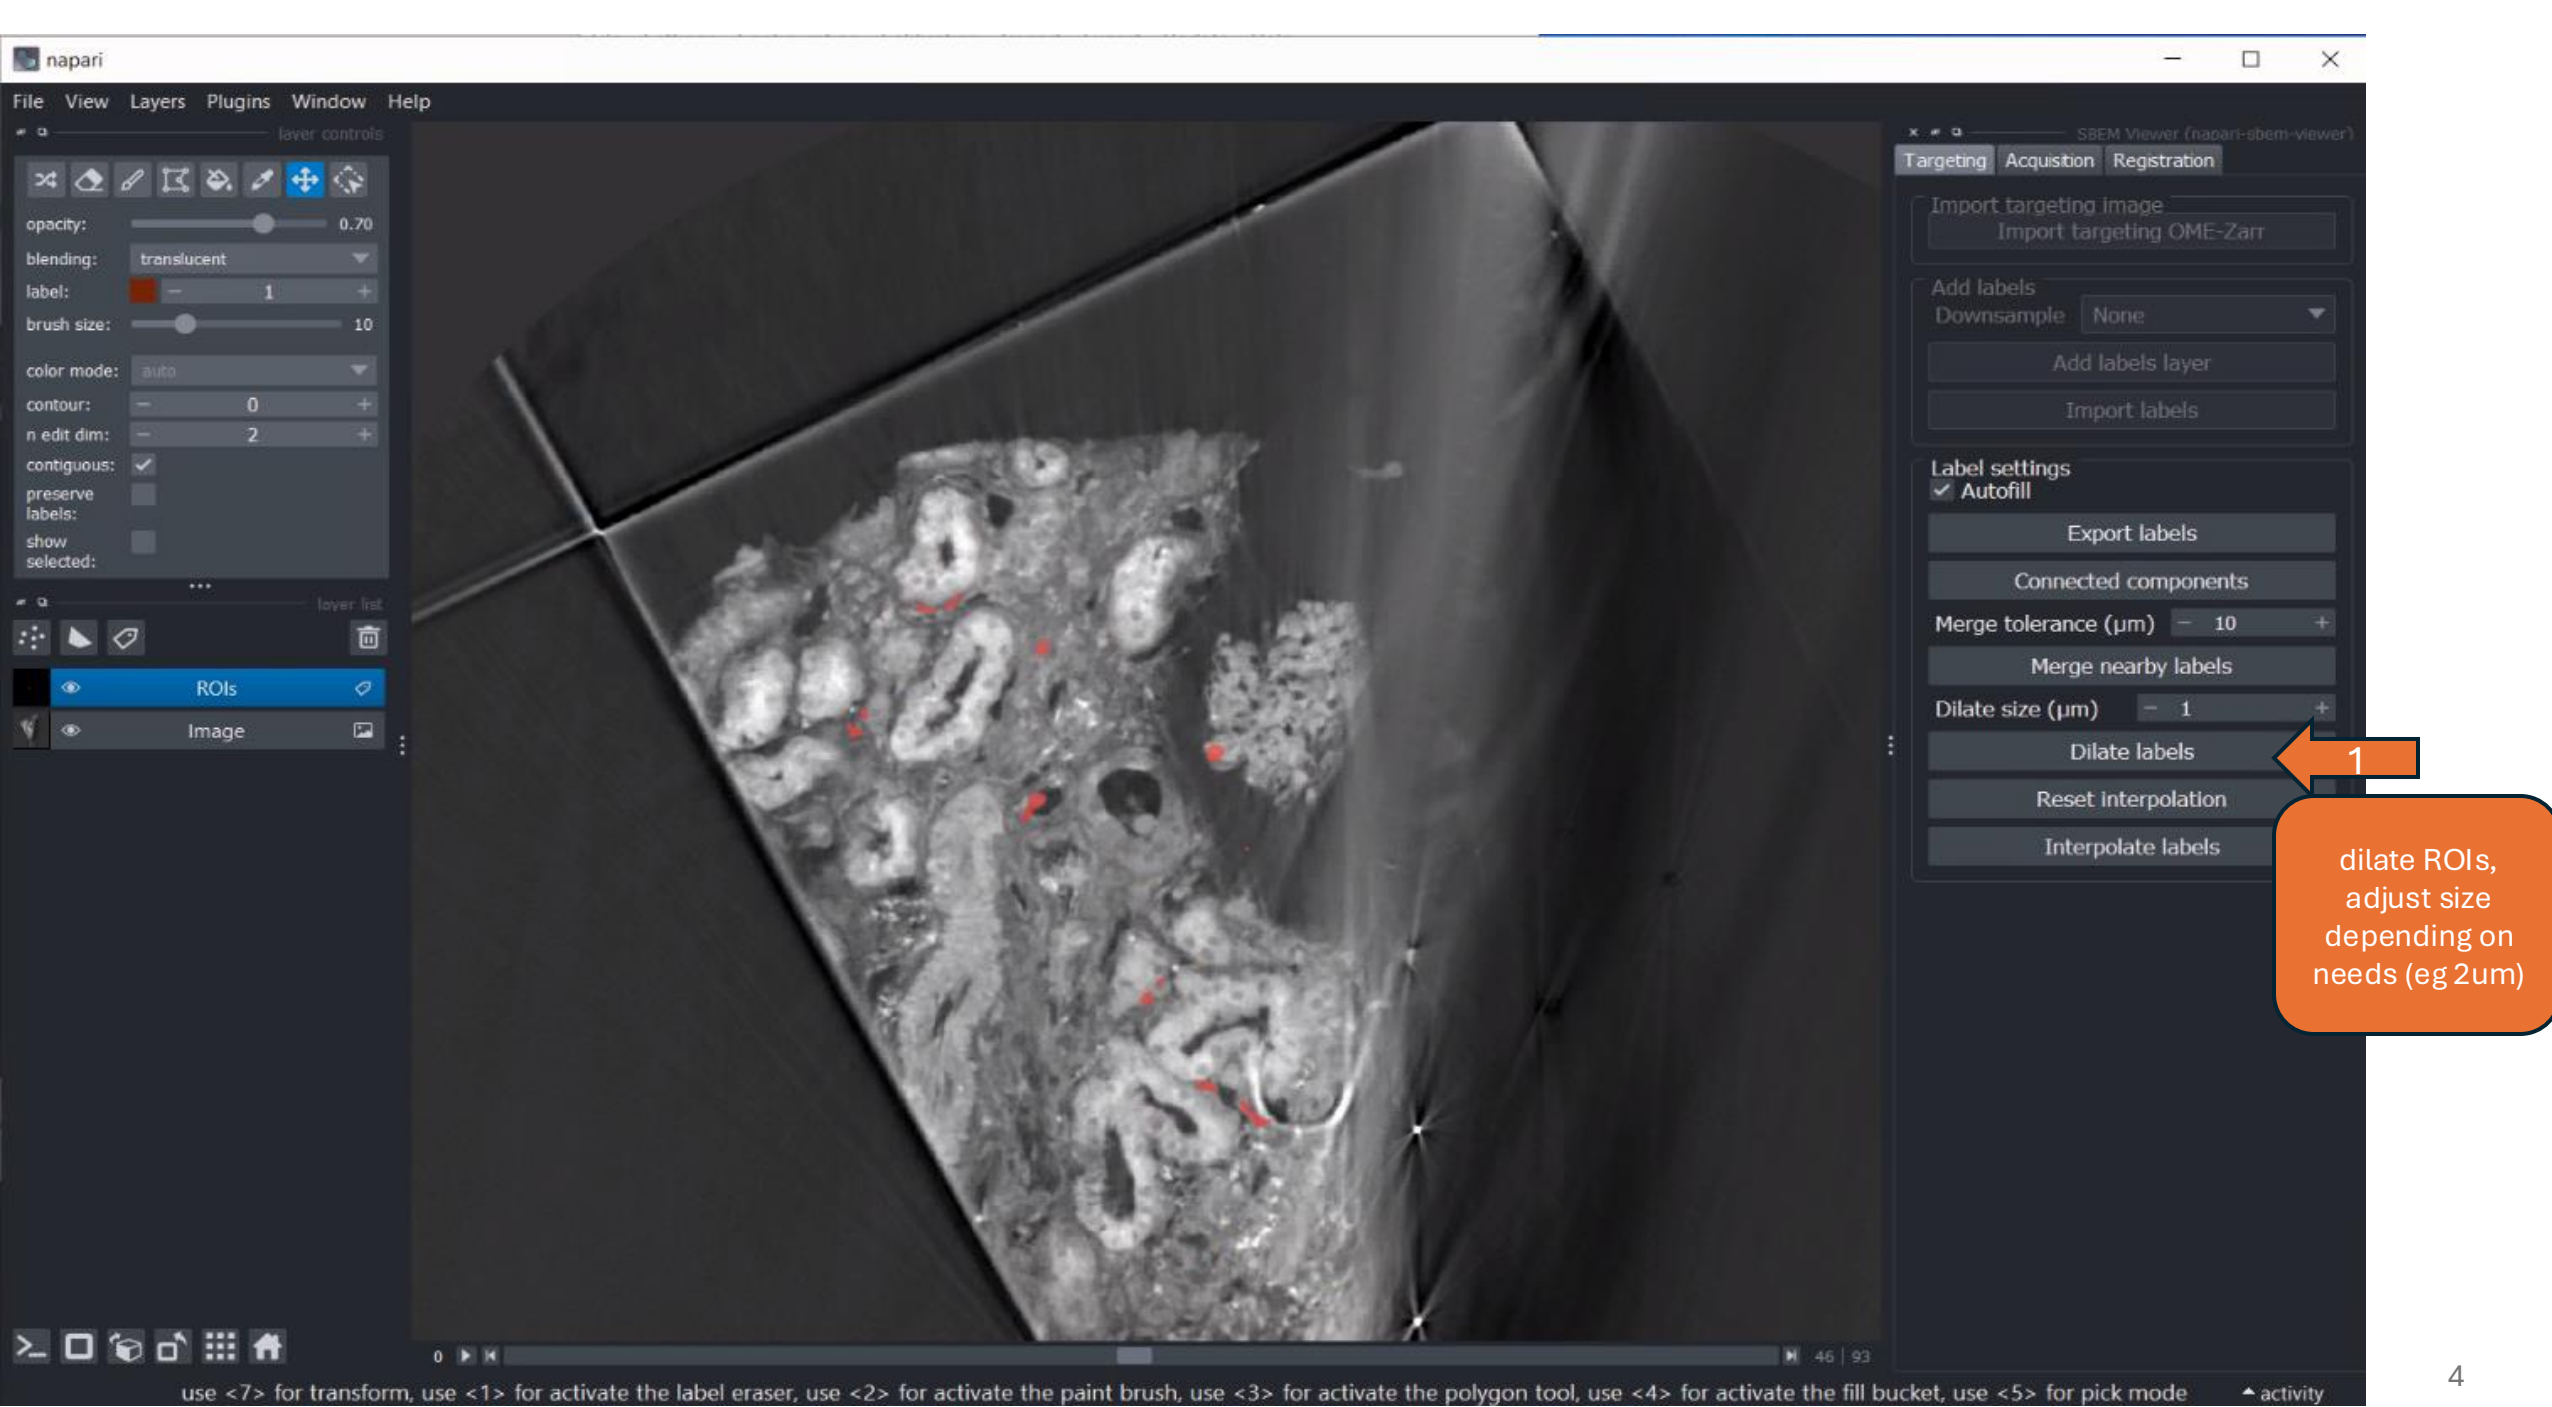 napari
File View Layers Plugins Window Help
layer controls
opacity: 0.70
blending: translucent
label: 1
brush size: 10
color mode: auto
contour: 0
n edit dim: 2
contiguous:
preserve
labels:
show
selected:
layer list
ROIs
Image
0
46 | 93
SBEM Viewer (napari-sbem-viewer)
Targeting Acquisition Registration
Import targeting image
Import targeting OME-Zarr
Add labels
Downsample None
Add labels layer
Import labels
Label settings
Autofill
Export labels
Connected components
Merge tolerance (µm) 10
Merge nearby labels
Dilate size (µm) 1
Dilate labels
1
Reset interpolation
Interpolate labels
dilate ROIs,
adjust size
depending on
needs (eg 2um)
use <7> for transform, use <1> for activate the label eraser, use <2> for activate the paint brush, use <3> for activate the polygon tool, use <4> for activate the fill bucket, use <5> for pick mode
activity
4